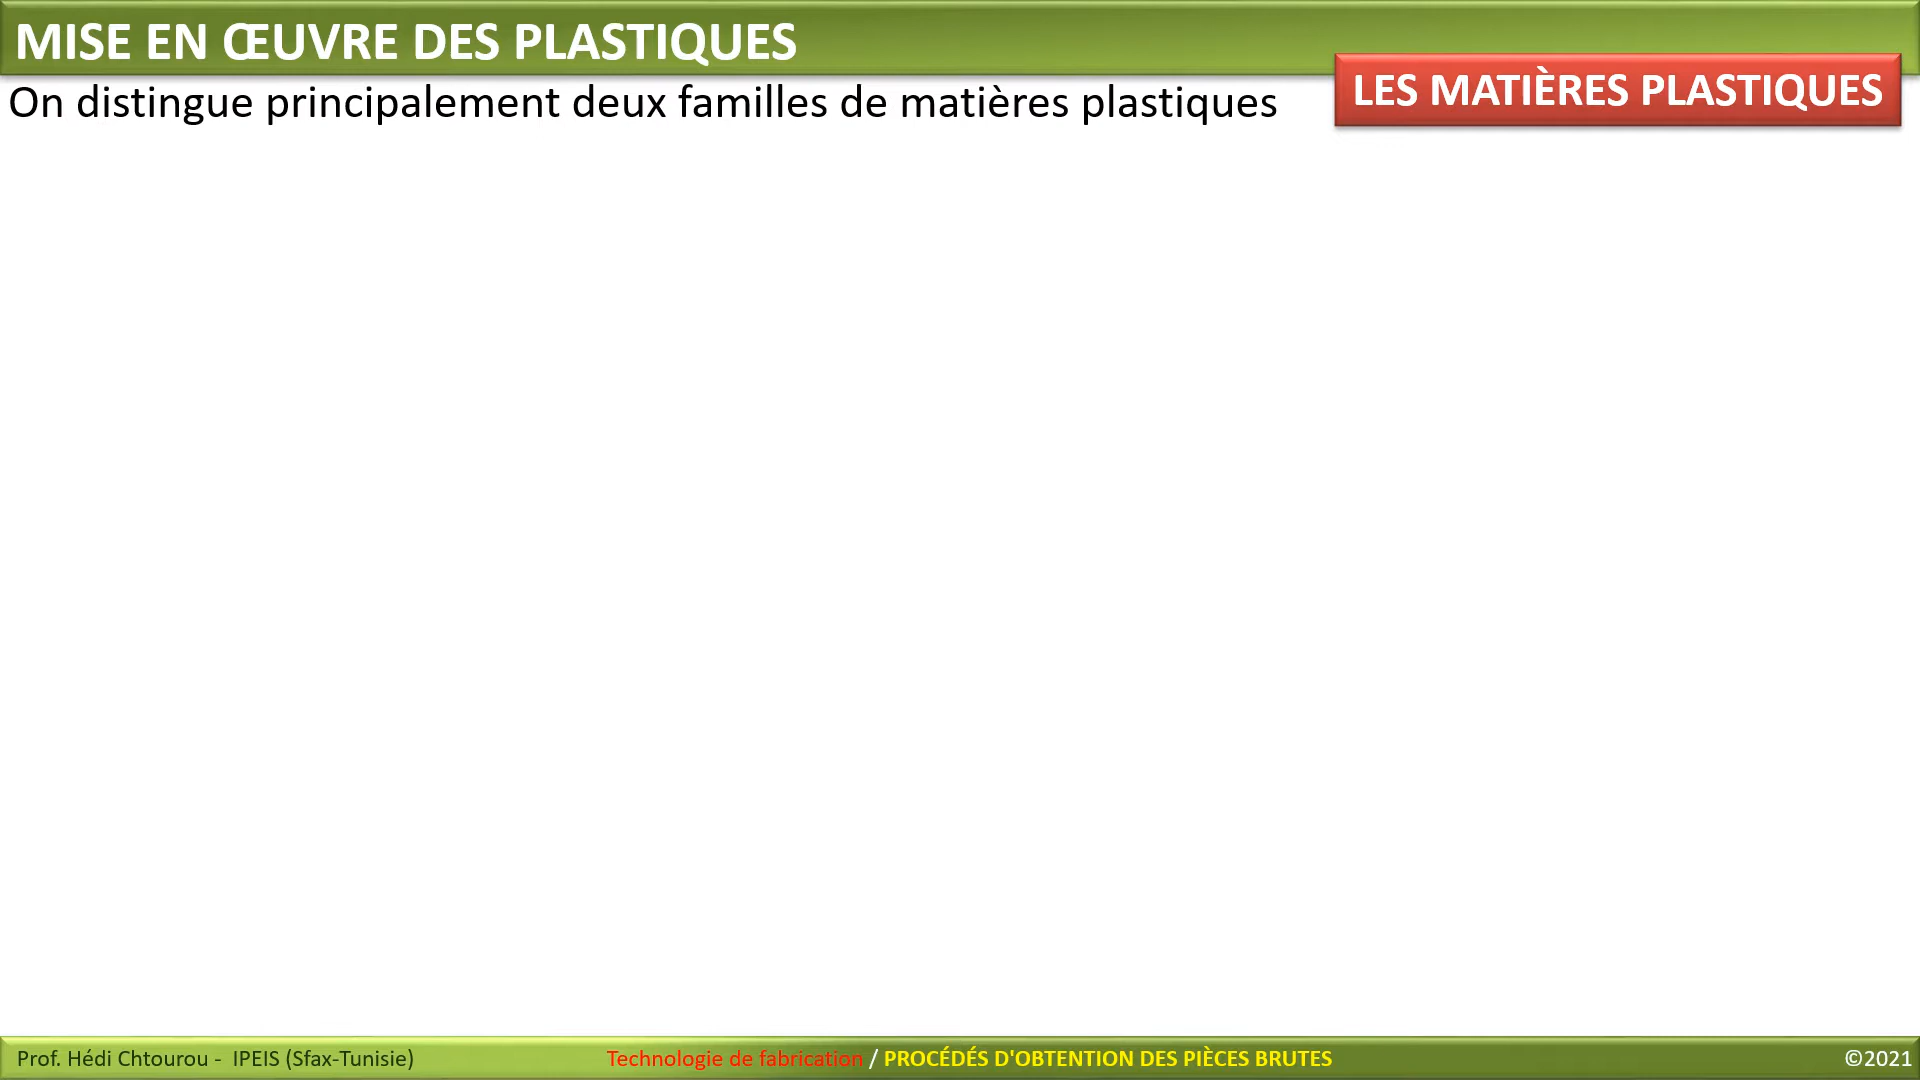 MISE EN ŒUVRE DES PLASTIQUES
LES MATIÈRES PLASTIQUES
On distingue principalement deux familles de matières plastiques
Prof. Hédi Chtourou - IPEIS (Sfax-Tunisie)
Technologie de fabrication / PROCÉDÉS D'OBTENTION DES PIÈCES BRUTES
©2021